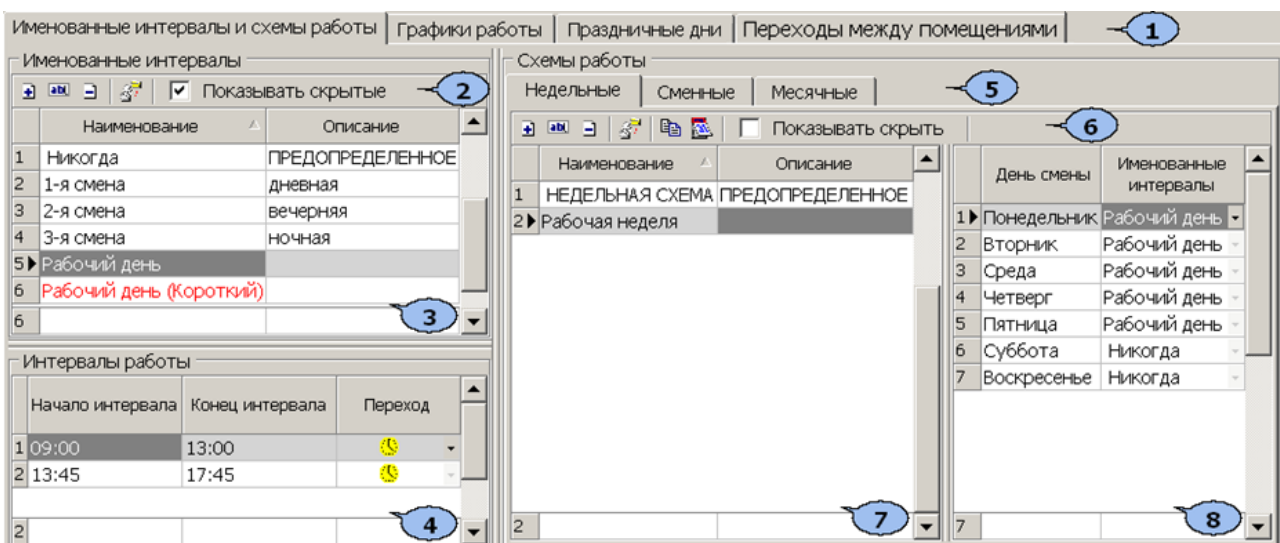 Именованные интервалы и схемы работы Графики работы Праздничные дни Переходы между помещениями 1
Именованные интервалы
abl Показывать скрытые 2
Наименование Описание
1 Никогда ПРЕДОПРЕДЕЛЕННОЕ
2 1-я смена дневная
3 2-я смена вечерняя
4 3-я смена ночная
5 Рабочий день
6 Рабочий день (Короткий)
6 3
Интервалы работы
Начало интервала Конец интервала Переход
1 09:00 13:00
2 13:45 17:45
2 4
Схемы работы
Недельные Сменные Месячные 5
abl Показывать скрыть 6
Наименование Описание
1 НЕДЕЛЬНАЯ СХЕМА ПРЕДОПРЕДЕЛЕННОЕ
2 Рабочая неделя
2 7
День смены Именованные интервалы
1 Понедельник Рабочий день
2 Вторник Рабочий день
3 Среда Рабочий день
4 Четверг Рабочий день
5 Пятница Рабочий день
6 Суббота Никогда
7 Воскресенье Никогда
7 8